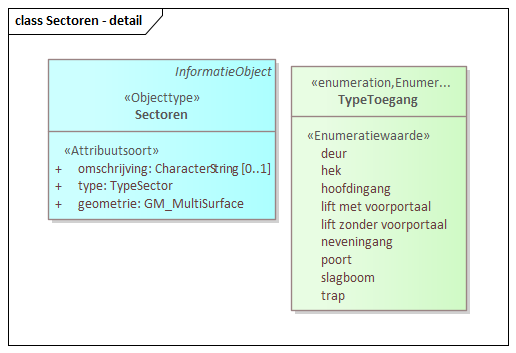 class Sectoren - detail
InformatieObject
«Objecttype»
Sectoren
«Attribuutsoort»
+ omschrijving: CharacterString [0..1]
+ type: TypeSector
+ geometrie: GM_MultiSurface
«enumeration,Enumer...
TypeToegang
«Enumeratiewaarde»
deur
hek
hoofdingang
lift met voorportaal
lift zonder voorportaal
neveningang
poort
slagboom
trap